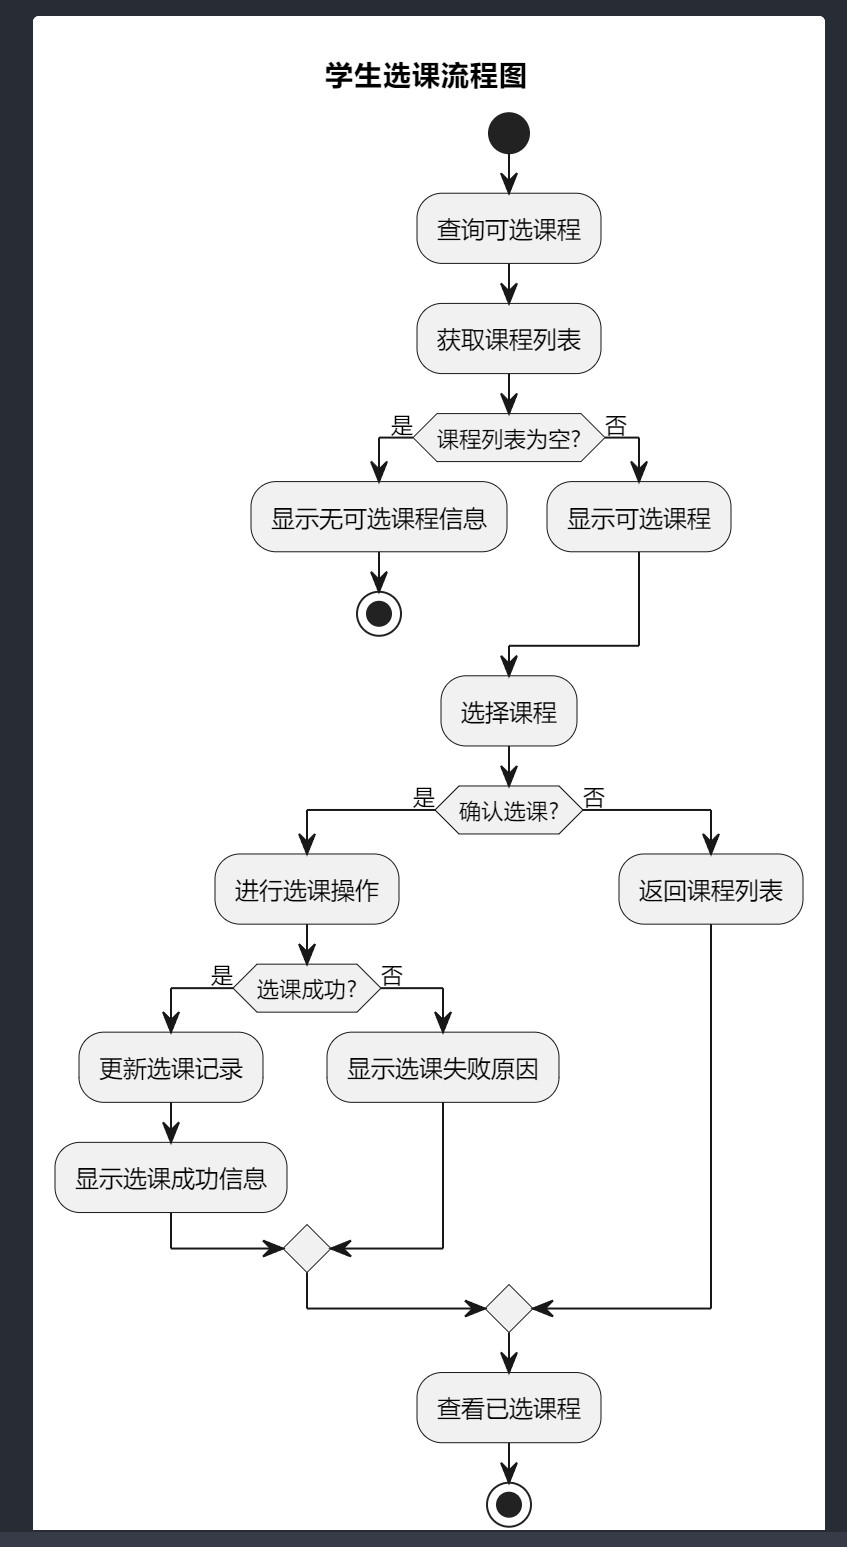 学生选课流程图
查询可选课程
获取课程列表
是
课程列表为空?
否
显示无可选课程信息
显示可选课程
选择课程
是
确认选课?
否
进行选课操作
返回课程列表
是
选课成功?
否
更新选课记录
显示选课失败原因
显示选课成功信息
查看已选课程